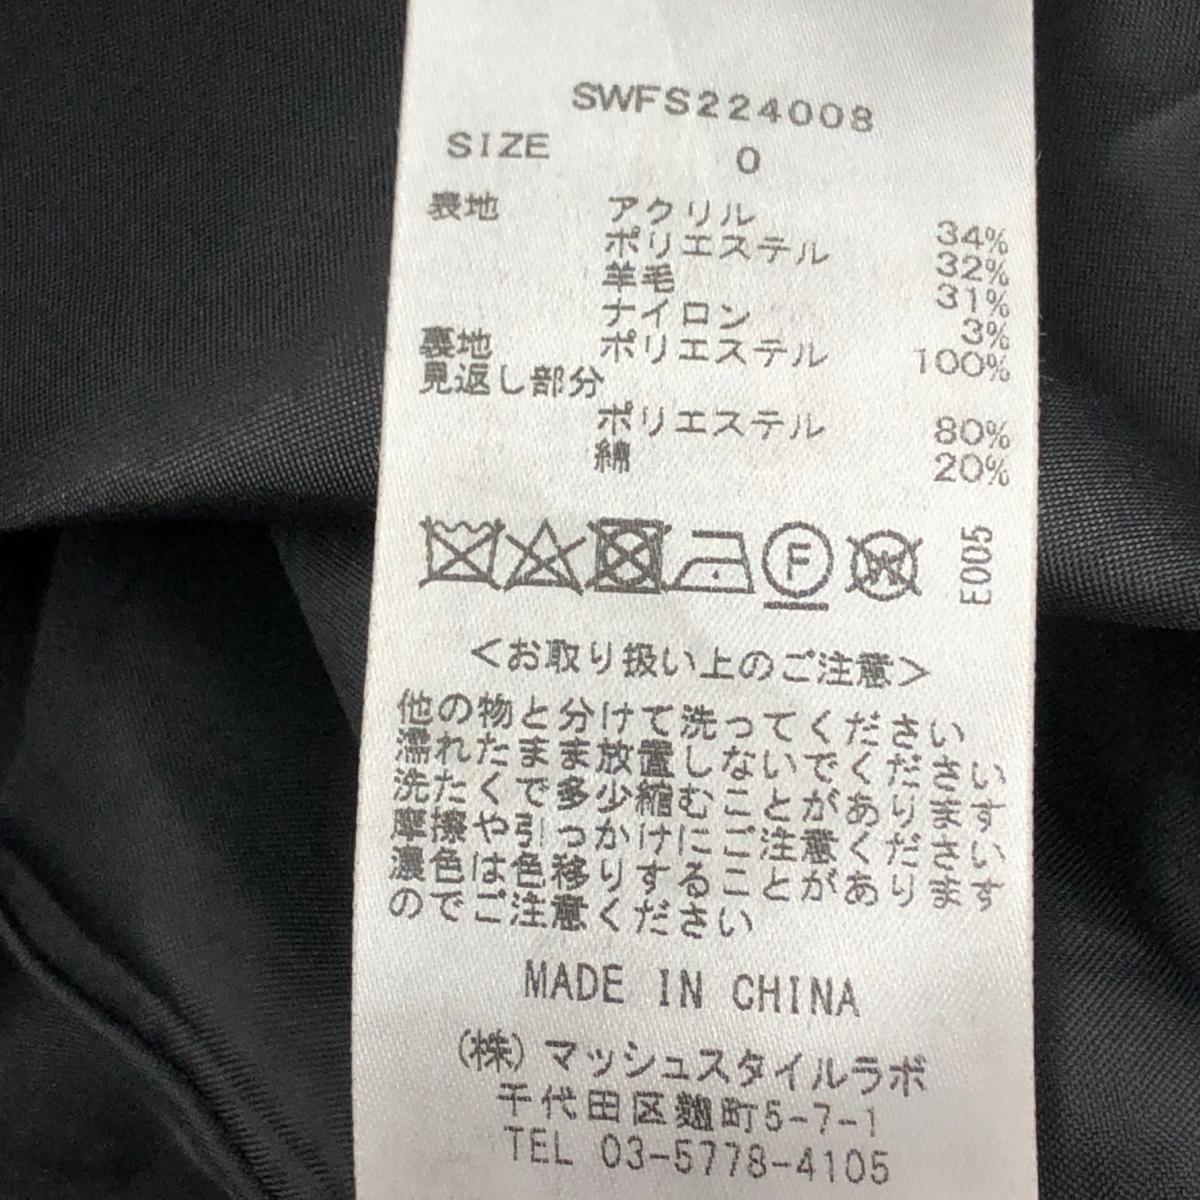 SWFS224008
SIZE 0
表地 アクリル 34%
ポリエステル 32%
羊毛 31%
ナイロン 3%
裏地 ポリエステル 100%
見返し部分
ポリエステル 80%
綿 20%
F W E005
<お取り扱い上のご注意>
他の物と分けて洗ってください
濡れたまま放置しないでください
洗たくで多少縮むことがあります
摩擦や引っかけにご注意ください
濃色は色移りすることがあります
のでご注意ください
MADE IN CHINA
(株)マッシュスタイルラボ
千代田区麹町5-7-1
TEL 03-5778-4105